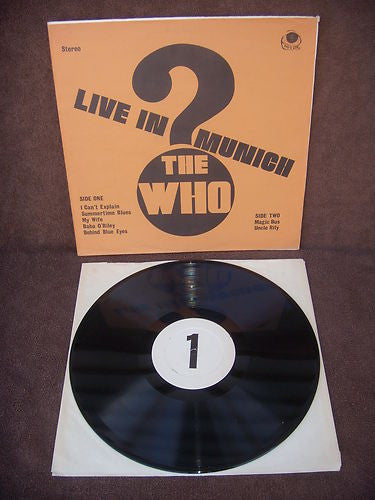 Stereo
LIVE IN
MUNICH
?
THE
WHO
SIDE ONE
I Can't Explain
Summertime Blues
My Wife
Baba O'Riley
Behind Blue Eyes
SIDE TWO
Magic Bus
Uncle Rity
1